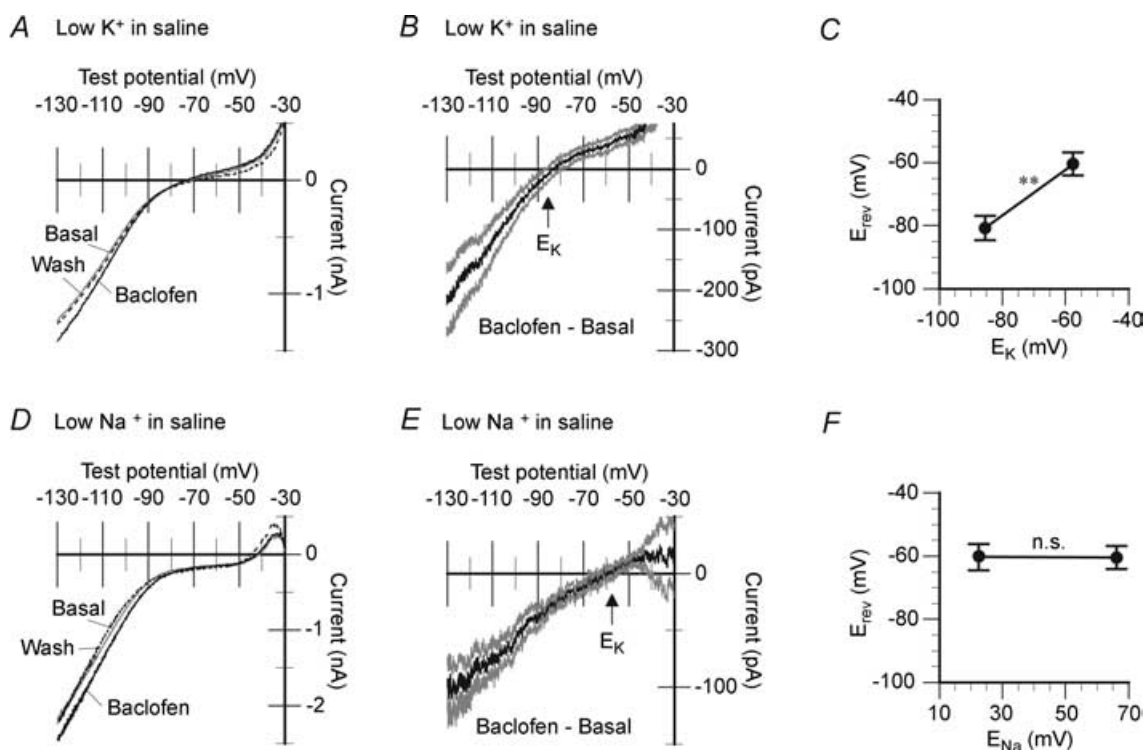 A Low K⁺ in saline
Test potential (mV)
-130 -110 -90 -70 -50 -30
0
-1
Current (nA)
Basal
Wash
Baclofen
B Low K⁺ in saline
Test potential (mV)
-130 -110 -90 -70 -50 -30
0
-100
-200
-300
Current (pA)
E_K
Baclofen - Basal
C
-40
-60
-80
-100
E_rev (mV)
**
-100 -80 -60 -40
E_K (mV)
D Low Na⁺ in saline
Test potential (mV)
-130 -110 -90 -70 -50 -30
0
-1
-2
Current (nA)
Basal
Wash
Baclofen
E Low Na⁺ in saline
Test potential (mV)
-130 -110 -90 -70 -50 -30
0
-100
Current (pA)
E_K
Baclofen - Basal
F
-40
-60
-80
-100
E_rev (mV)
n.s.
10 30 50 70
E_Na (mV)